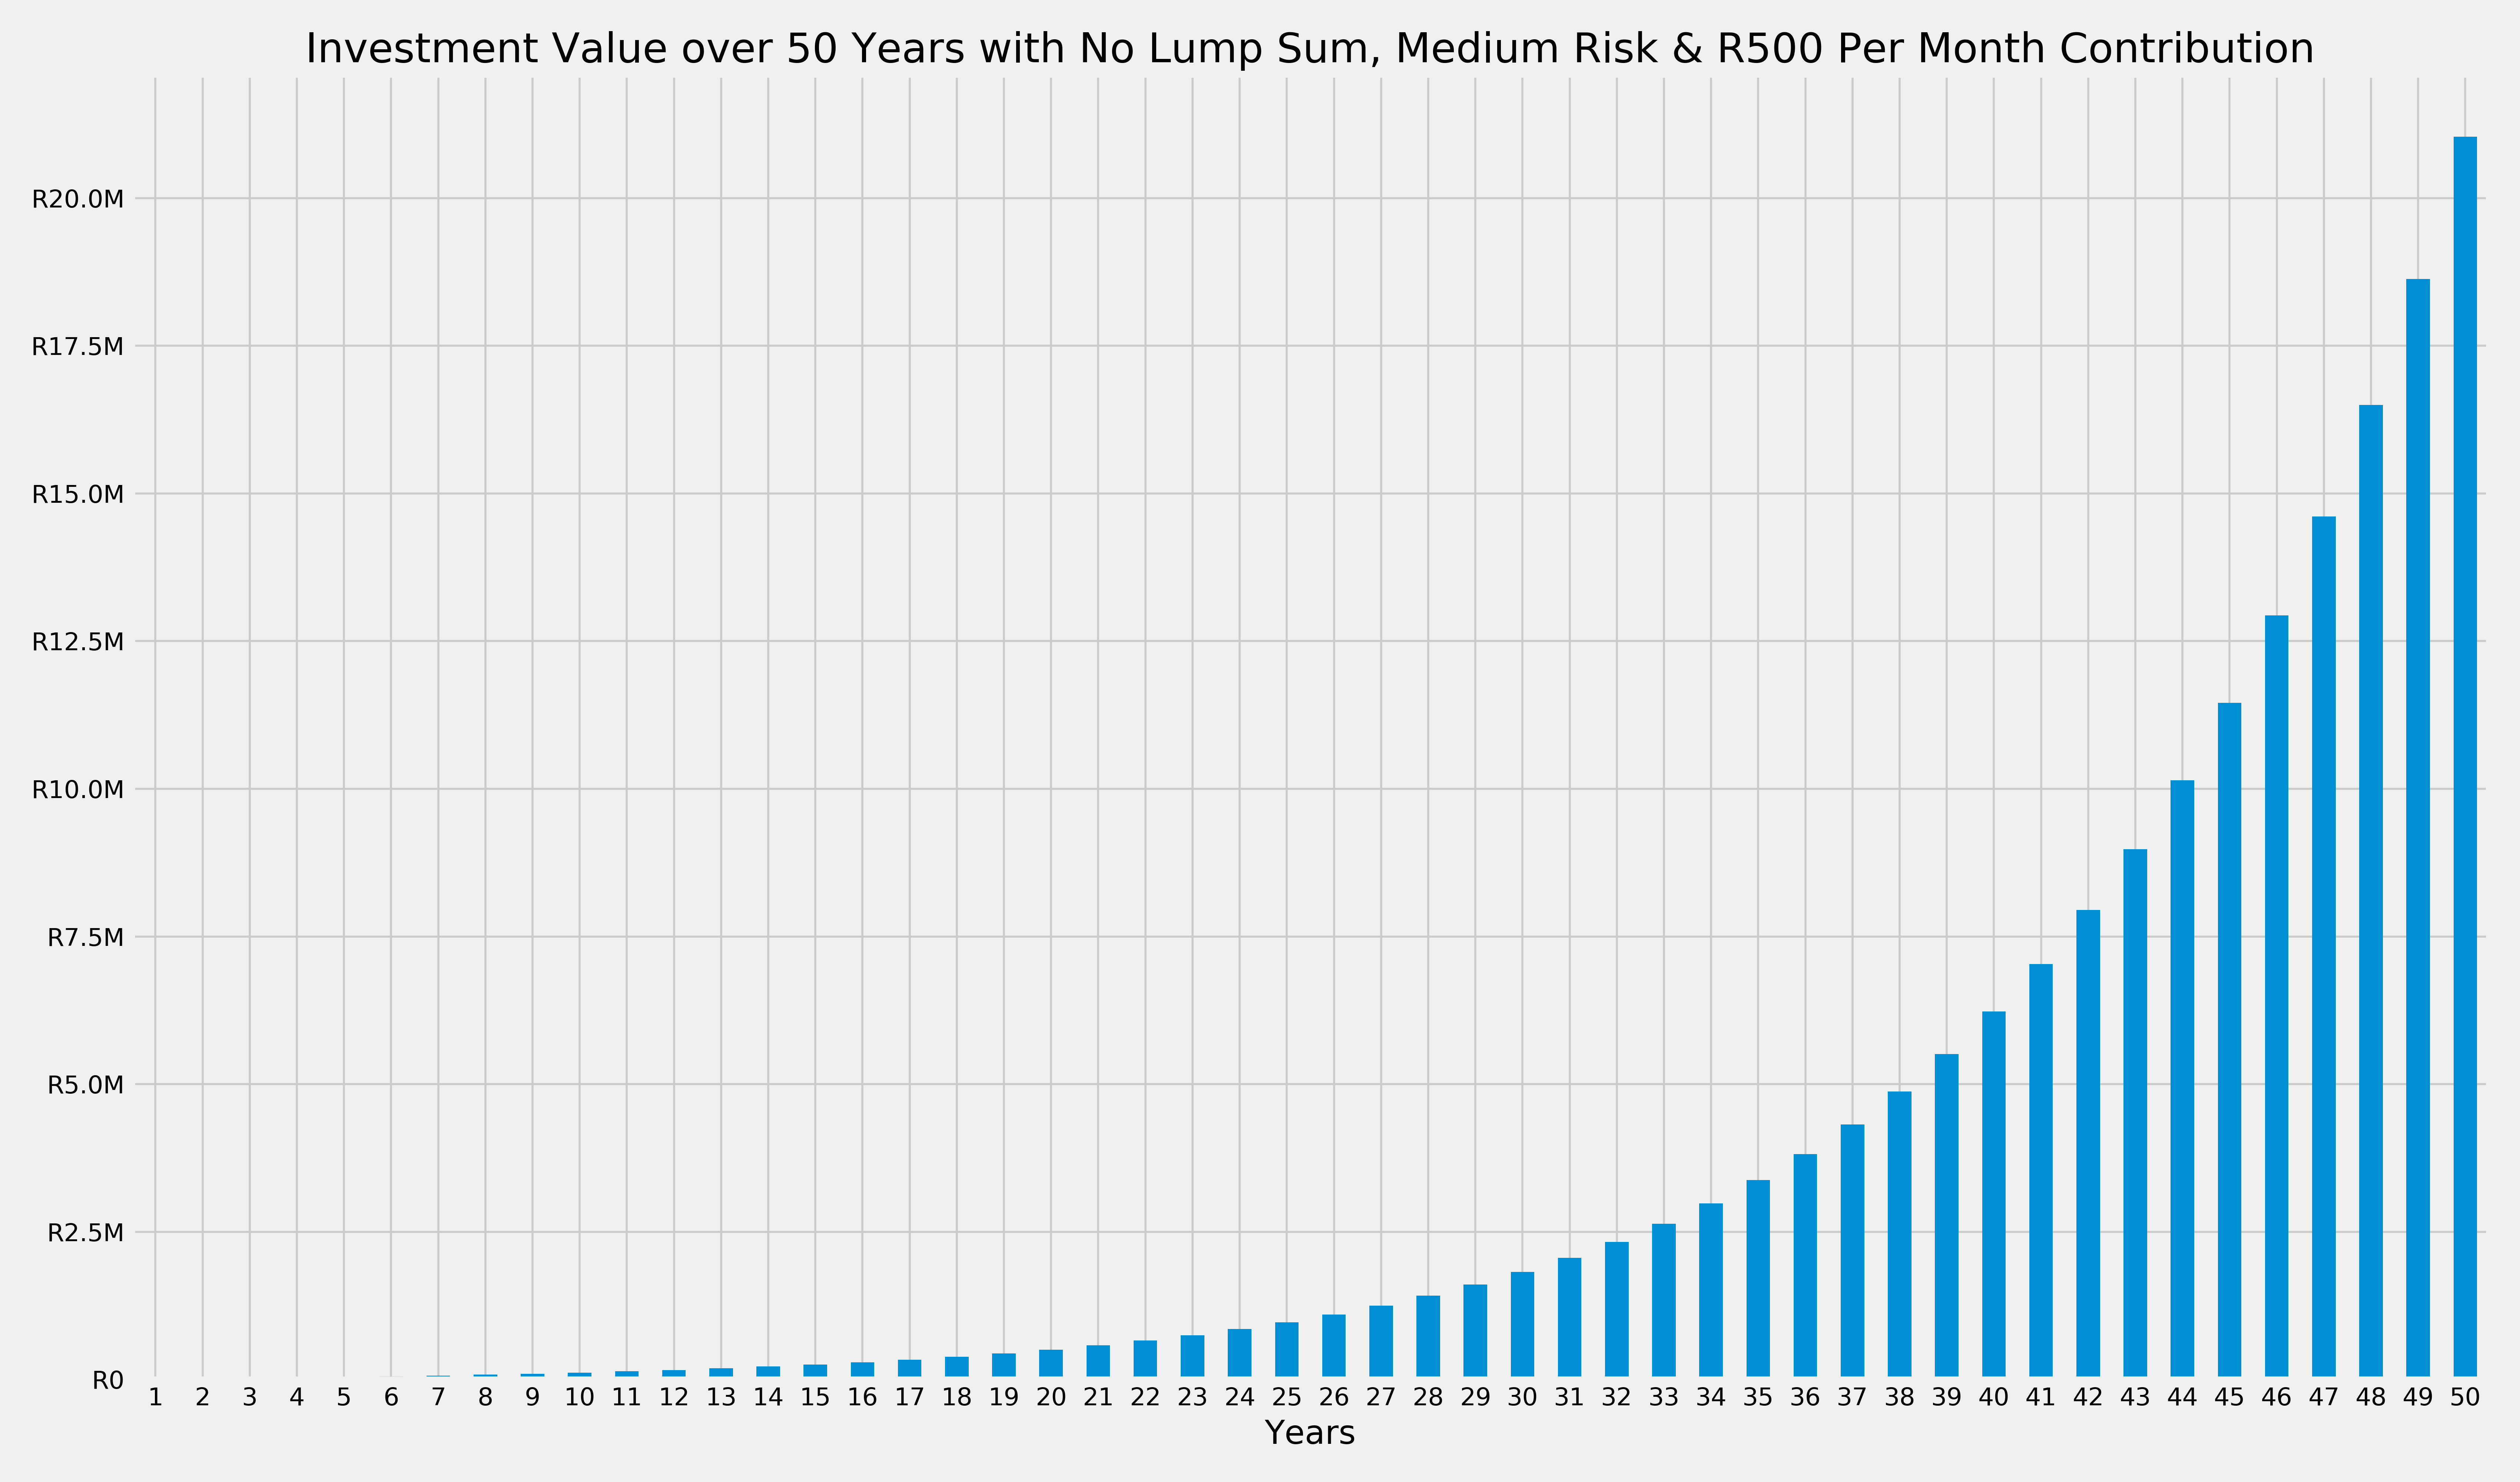 Investment Value over 50 Years with No Lump Sum, Medium Risk & R500 Per Month Contribution
R20.0M
R17.5M
R15.0M
R12.5M
R10.0M
R7.5M
R5.0M
R2.5M
R0
1 2 3 4 5 6 7 8 9 10 11 12 13 14 15 16 17 18 19 20 21 22 23 24 25 26 27 28 29 30 31 32 33 34 35 36 37 38 39 40 41 42 43 44 45 46 47 48 49 50
Years